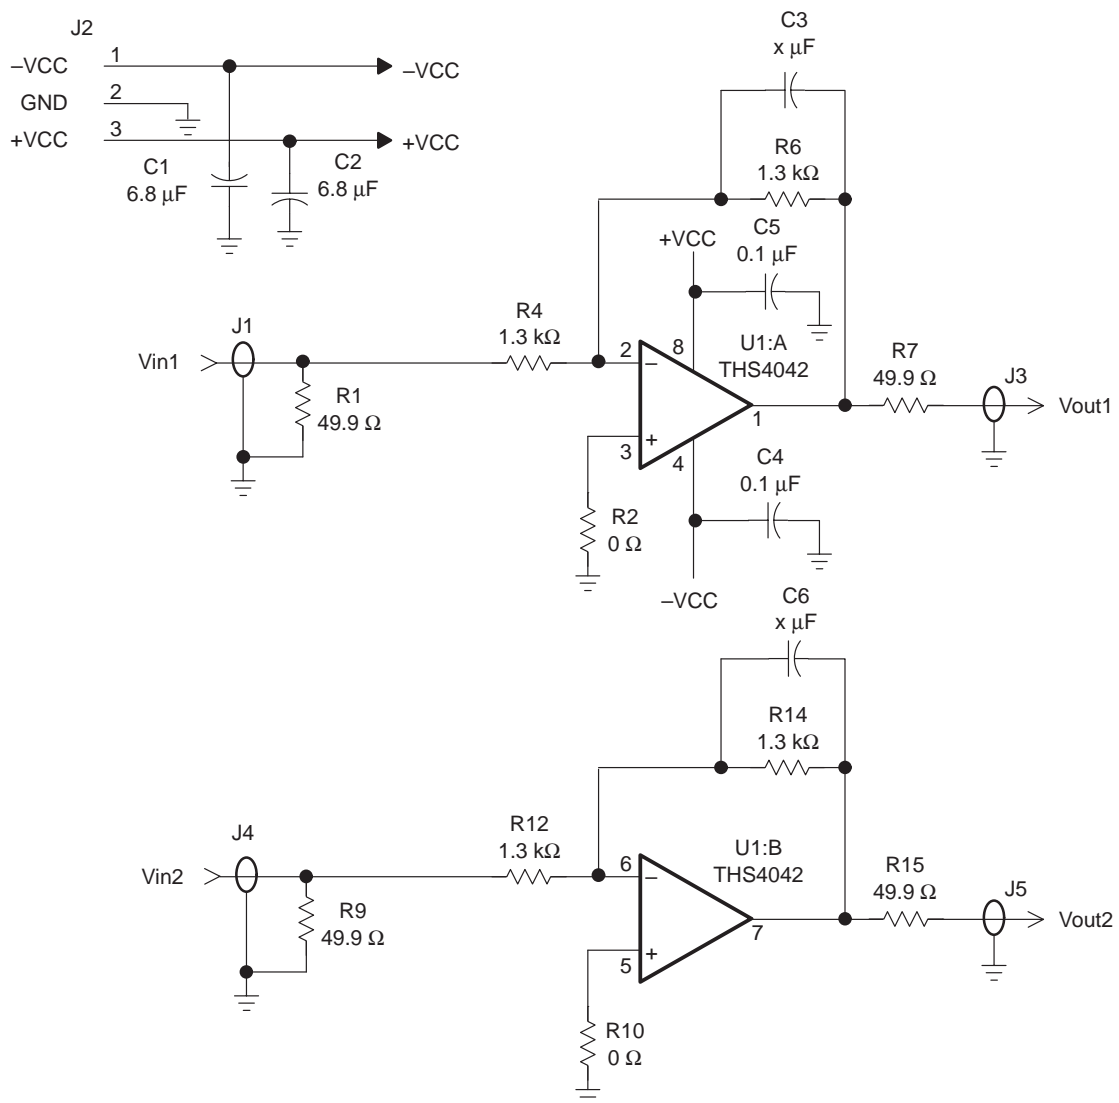 J2
–VCC 1 –VCC
GND 2
+VCC 3 +VCC
C1
6.8 μF
C2
6.8 μF
C3
x μF
R6
1.3 kΩ
C5
0.1 μF
+VCC
R4
1.3 kΩ
J1
Vin1
R1
49.9 Ω
2
–
8
U1:A
THS4042
R7
49.9 Ω
J3
Vout1
1
3
+
4
C4
0.1 μF
R2
0 Ω
–VCC
C6
x μF
R14
1.3 kΩ
R12
1.3 kΩ
J4
Vin2
R9
49.9 Ω
6
–
U1:B
THS4042
R15
49.9 Ω
J5
Vout2
7
5
+
R10
0 Ω